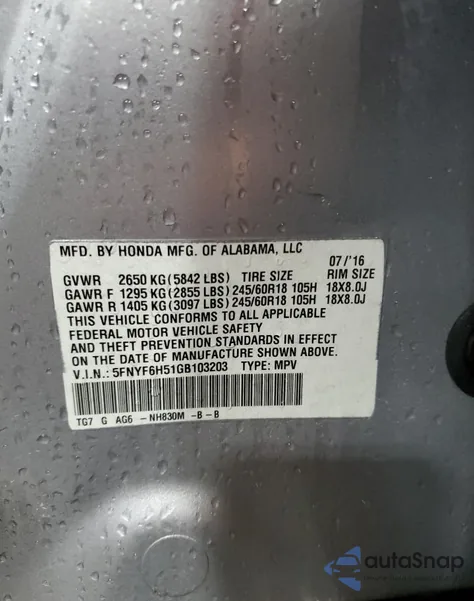 MFD. BY HONDA MFG. OF ALABAMA, LLC 07/'16
GVWR 2650 KG(5842 LBS) TIRE SIZE RIM SIZE
GAWR F 1295 KG(2855 LBS)245/60R18 105H 18X8.0J
GAWR R 1405 KG(3097 LBS)245/60R18 105H 18X8.0J
THIS VEHICLE CONFORMS TO ALL APPLICABLE
FEDERAL MOTOR VEHICLE SAFETY
AND THEFT PREVENTION STANDARDS IN EFFECT
ON THE DATE OF MANUFACTURE SHOWN ABOVE.
V.I.N.: 5FNYF6H51GB103203 TYPE: MPV
TG7 G AG6 -NH830M -B-B
autoSnap